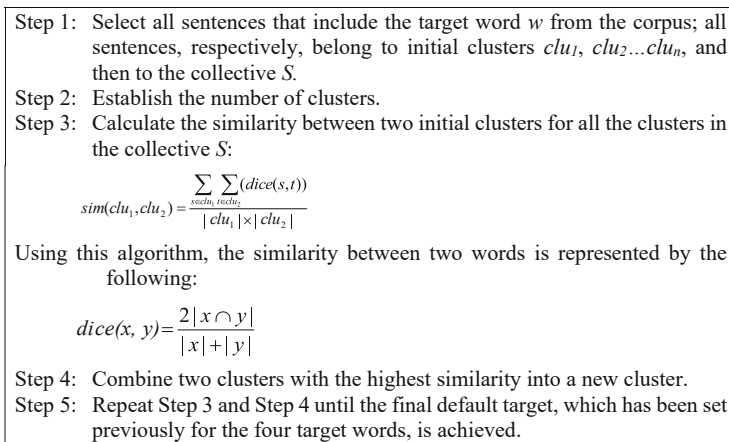 Step 1: Select all sentences that include the target word w from the corpus; all
sentences, respectively, belong to initial clusters clu₁, clu₂...cluₙ, and
then to the collective S.
Step 2: Establish the number of clusters.
Step 3: Calculate the similarity between two initial clusters for all the clusters in
the collective S:
sim(clu₁,clu₂) = ∑_{s∈clu₁} ∑_{t∈clu₂} (dice(s,t)) / |clu₁|×|clu₂|
Using this algorithm, the similarity between two words is represented by the
following:
dice(x, y)= 2|x∩y| / |x|+|y|
Step 4: Combine two clusters with the highest similarity into a new cluster.
Step 5: Repeat Step 3 and Step 4 until the final default target, which has been set
previously for the four target words, is achieved.